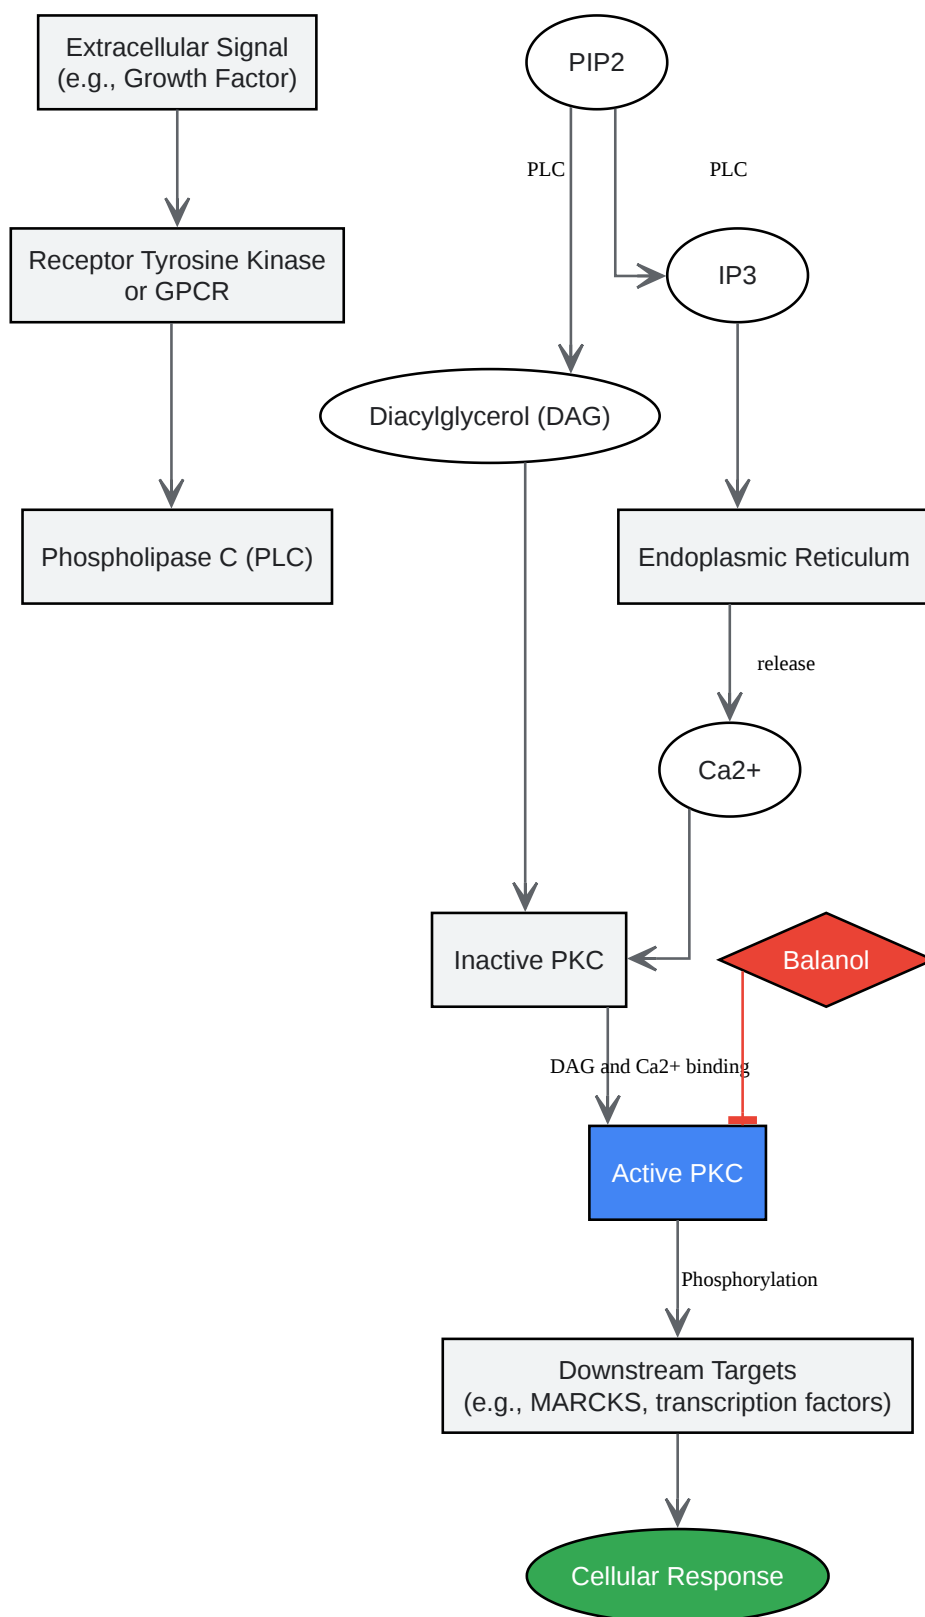 Extracellular Signal
(e.g., Growth Factor)
PIP2
PLC
PLC
Receptor Tyrosine Kinase
or GPCR
IP3
Diacylglycerol (DAG)
Phospholipase C (PLC)
Endoplasmic Reticulum
release
Ca2+
Inactive PKC
Balanol
DAG and Ca2+ binding
Active PKC
Phosphorylation
Downstream Targets
(e.g., MARCKS, transcription factors)
Cellular Response